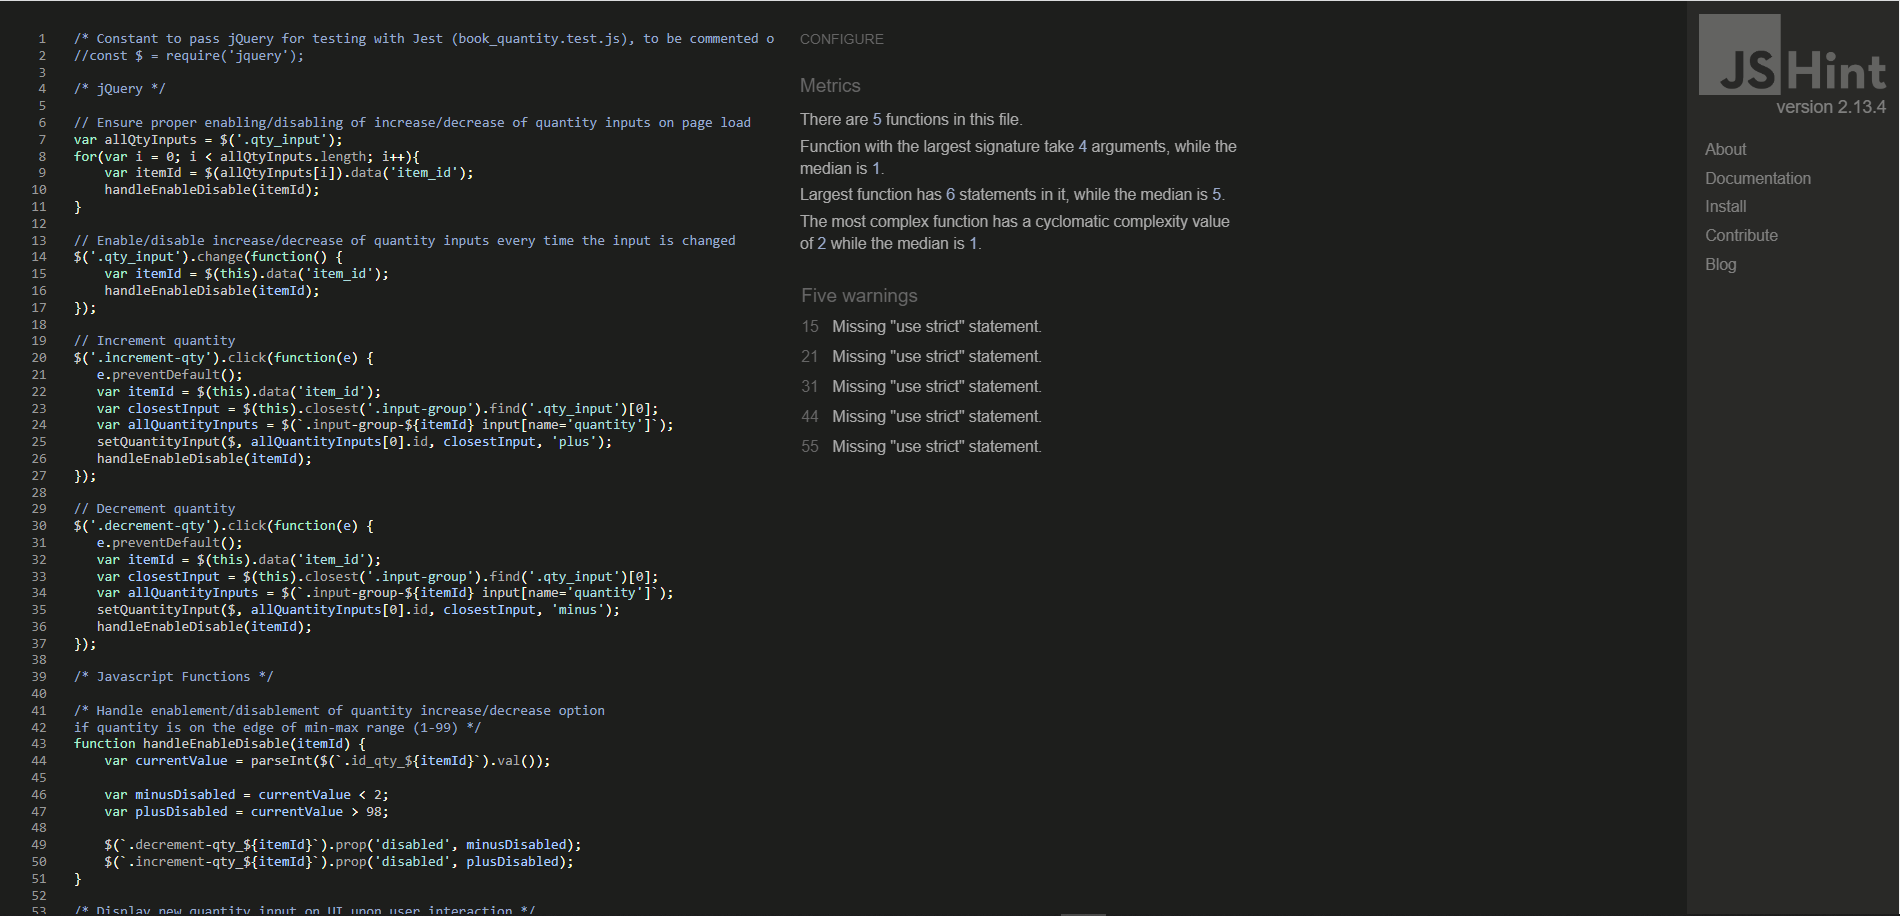 1 /* Constant to pass jQuery for testing with Jest (book_quantity.test.js), to be commented o
2 //const $ = require('jquery');
3
4 /* jQuery */
5
6 // Ensure proper enabling/disabling of increase/decrease of quantity inputs on page load
7 var allQtyInputs = $('.qty_input');
8 for(var i = 0; i < allQtyInputs.length; i++){
9     var itemId = $(allQtyInputs[i]).data('item_id');
10     handleEnableDisable(itemId);
11 }
12
13 // Enable/disable increase/decrease of quantity inputs every time the input is changed
14 $('.qty_input').change(function() {
15     var itemId = $(this).data('item_id');
16     handleEnableDisable(itemId);
17 });
18
19 // Increment quantity
20 $('.increment-qty').click(function(e) {
21    e.preventDefault();
22    var itemId = $(this).data('item_id');
23    var closestInput = $(this).closest('.input-group').find('.qty_input')[0];
24    var allQuantityInputs = $(`.input-group-${itemId} input[name='quantity']`);
25    setQuantityInput($, allQuantityInputs[0].id, closestInput, 'plus');
26    handleEnableDisable(itemId);
27 });
28
29 // Decrement quantity
30 $('.decrement-qty').click(function(e) {
31    e.preventDefault();
32    var itemId = $(this).data('item_id');
33    var closestInput = $(this).closest('.input-group').find('.qty_input')[0];
34    var allQuantityInputs = $(`.input-group-${itemId} input[name='quantity']`);
35    setQuantityInput($, allQuantityInputs[0].id, closestInput, 'minus');
36    handleEnableDisable(itemId);
37 });
38
39 /* Javascript Functions */
40
41 /* Handle enablement/disablement of quantity increase/decrease option
42 if quantity is on the edge of min-max range (1-99) */
43 function handleEnableDisable(itemId) {
44     var currentValue = parseInt($(`.id_qty_${itemId}`).val());
45
46     var minusDisabled = currentValue < 2;
47     var plusDisabled = currentValue > 98;
48
49     $(`.decrement-qty_${itemId}`).prop('disabled', minusDisabled);
50     $(`.increment-qty_${itemId}`).prop('disabled', plusDisabled);
51 }
52
53 /* Display new quantity input on UI upon user interaction */
CONFIGURE
Metrics
There are 5 functions in this file.
Function with the largest signature take 4 arguments, while the
median is 1.
Largest function has 6 statements in it, while the median is 5.
The most complex function has a cyclomatic complexity value
of 2 while the median is 1.
Five warnings
15 Missing "use strict" statement.
21 Missing "use strict" statement.
31 Missing "use strict" statement.
44 Missing "use strict" statement.
55 Missing "use strict" statement.
JSHint
version 2.13.4
About
Documentation
Install
Contribute
Blog